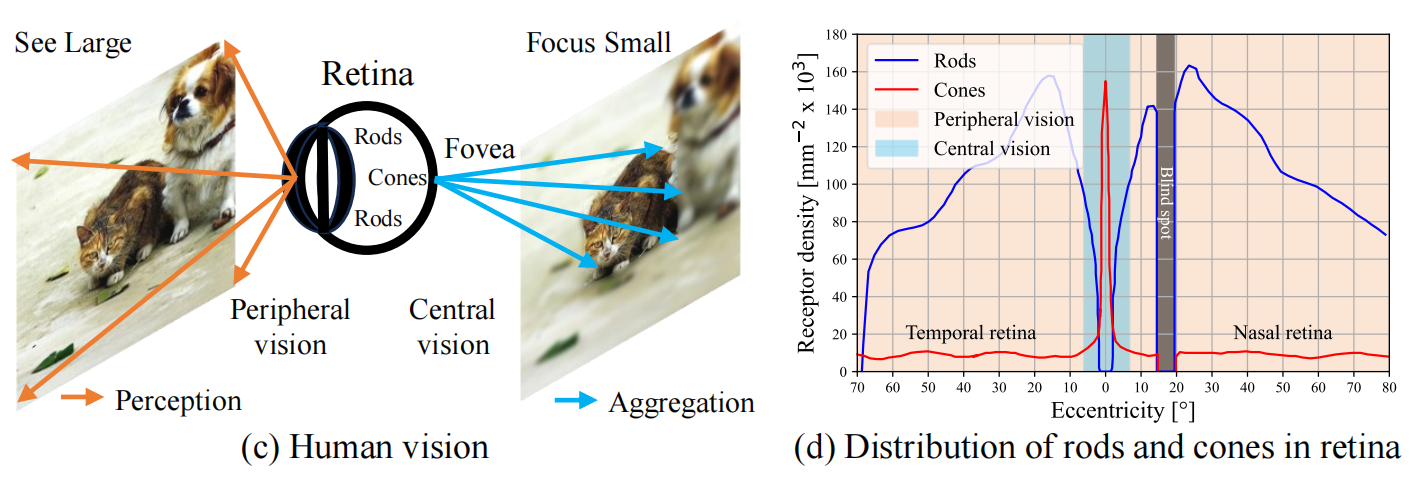 See Large
Focus Small
Retina
Rods
Cones
Rods
Fovea
Peripheral
vision
Central
vision
Perception
Aggregation
(c) Human vision
Receptor density [mm⁻² x 10³]
180
160
140
120
100
80
60
40
20
0
Rods
Cones
Peripheral vision
Central vision
Blind spot
Temporal retina
Nasal retina
70 60 50 40 30 20 10 0 10 20 30 40 50 60 70 80
Eccentricity [°]
(d) Distribution of rods and cones in retina